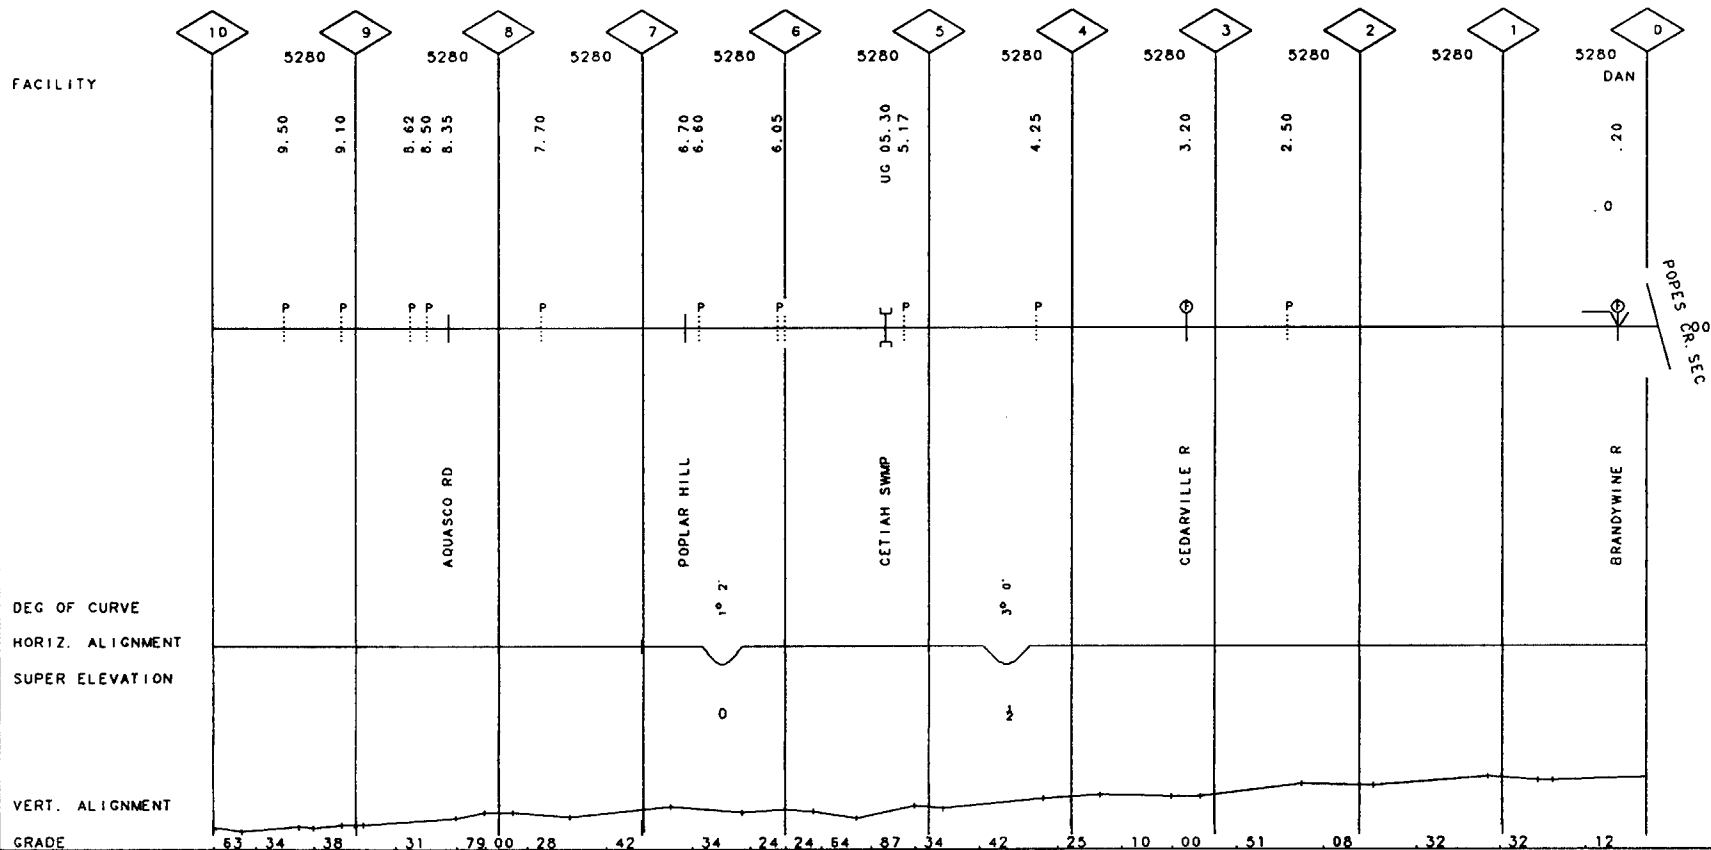 10 9 8 7 6 5 4 3 2 1 0
5280 5280 5280 5280 5280 5280 5280 5280 5280 5280
FACILITY
DAN
9.50 9.10 8.62 8.50 8.35 7.70 6.70 6.60 6.05 UG 05.30 5.17 4.25 3.20 2.50 .20
.0
P P P P P P P P P P F F
POPES CR. SEC
00
AQUASCO RD
POPLAR HILL
CETIAH SWMP
CEDARVILLE R
BRANDYWINE R
DEG OF CURVE 1° 2' 3° 0'
HORIZ. ALIGNMENT
SUPER ELEVATION
0 ½
VERT. ALIGNMENT
GRADE .63 .34 .38 .31 .79 .00 .28 .42 .34 .24 .24 .64 .87 .34 .42 .25 .10 .00 .51 .08 .32 .32 .12